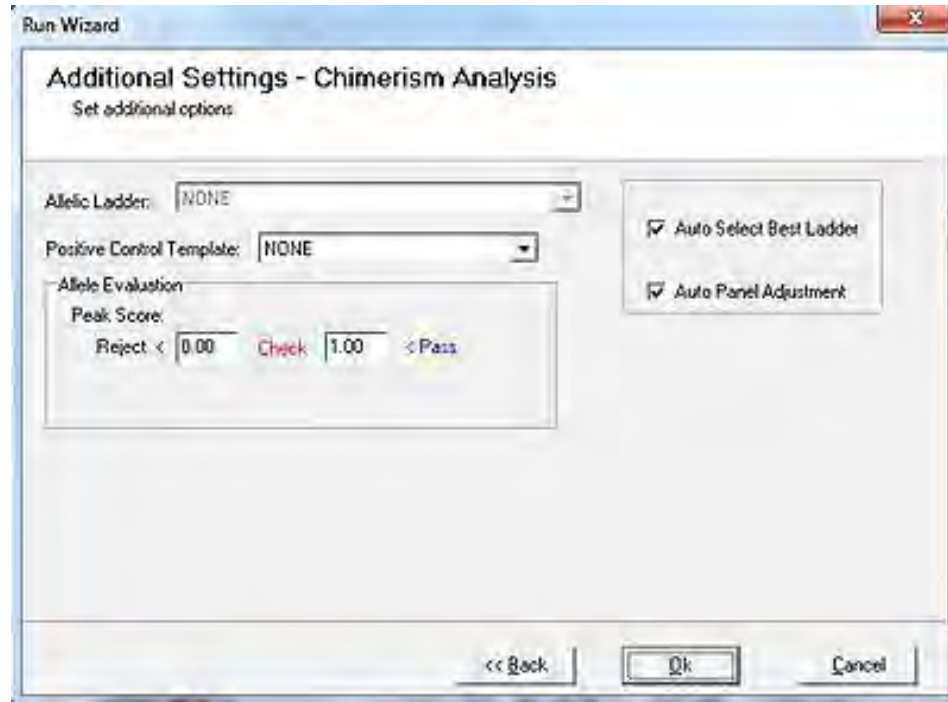 Run Wizard
x
Additional Settings - Chimerism Analysis
Set additional options
Allelic Ladder: NONE
Auto Select Best Ladder
Positive Control Template: NONE
Auto Panel Adjustment
Allele Evaluation
Peak Score:
Reject < 0.00 Check 1.00 < Pass
<< Back Ok Cancel